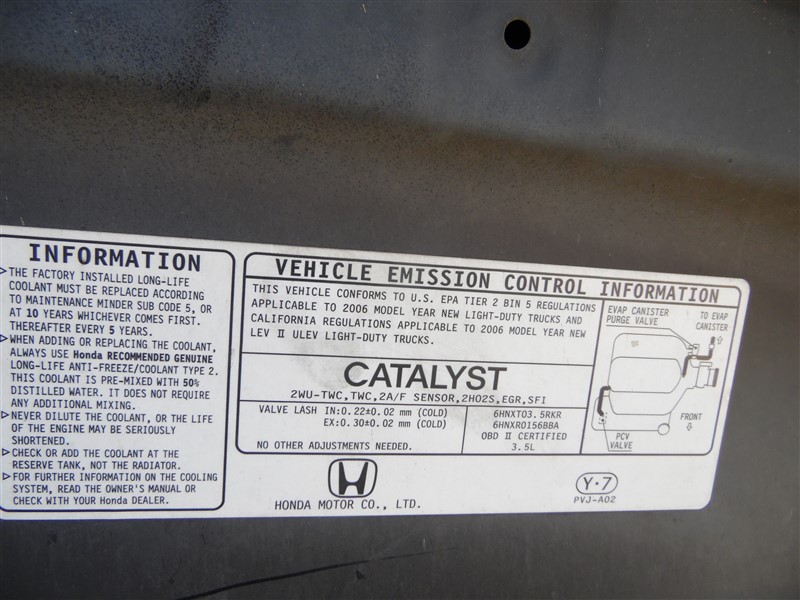 INFORMATION
▷THE FACTORY INSTALLED LONG-LIFE
COOLANT MUST BE REPLACED ACCORDING
TO MAINTENANCE MINDER SUB CODE 5, OR
AT 10 YEARS WHICHEVER COMES FIRST.
THEREAFTER EVERY 5 YEARS.
▷WHEN ADDING OR REPLACING THE COOLANT,
ALWAYS USE Honda RECOMMENDED GENUINE
LONG-LIFE ANTI-FREEZE/COOLANT TYPE 2.
THIS COOLANT IS PRE-MIXED WITH 50%
DISTILLED WATER. IT DOES NOT REQUIRE
ANY ADDITIONAL MIXING.
▷NEVER DILUTE THE COOLANT, OR THE LIFE
OF THE ENGINE MAY BE SERIOUSLY
SHORTENED.
▷CHECK OR ADD THE COOLANT AT THE
RESERVE TANK, NOT THE RADIATOR.
▷FOR FURTHER INFORMATION ON THE COOLING
SYSTEM, READ THE OWNER'S MANUAL OR
CHECK WITH YOUR Honda DEALER.
VEHICLE EMISSION CONTROL INFORMATION
THIS VEHICLE CONFORMS TO U.S. EPA TIER 2 BIN 5 REGULATIONS
APPLICABLE TO 2006 MODEL YEAR NEW LIGHT-DUTY TRUCKS AND
CALIFORNIA REGULATIONS APPLICABLE TO 2006 MODEL YEAR NEW
LEV II ULEV LIGHT-DUTY TRUCKS.
CATALYST
2WU-TWC,TWC,2A/F SENSOR,2HO2S,EGR,SFI
VALVE LASH IN:0.22±0.02 mm (COLD)
EX:0.30±0.02 mm (COLD)
NO OTHER ADJUSTMENTS NEEDED.
6HNXT03.5RKR
6HNXR0156BBA
OBD II CERTIFIED
3.5L
EVAP CANISTER
PURGE VALVE
TO EVAP
CANISTER
FRONT
PCV
VALVE
HONDA MOTOR CO., LTD.
Y·7
PVJ-A02